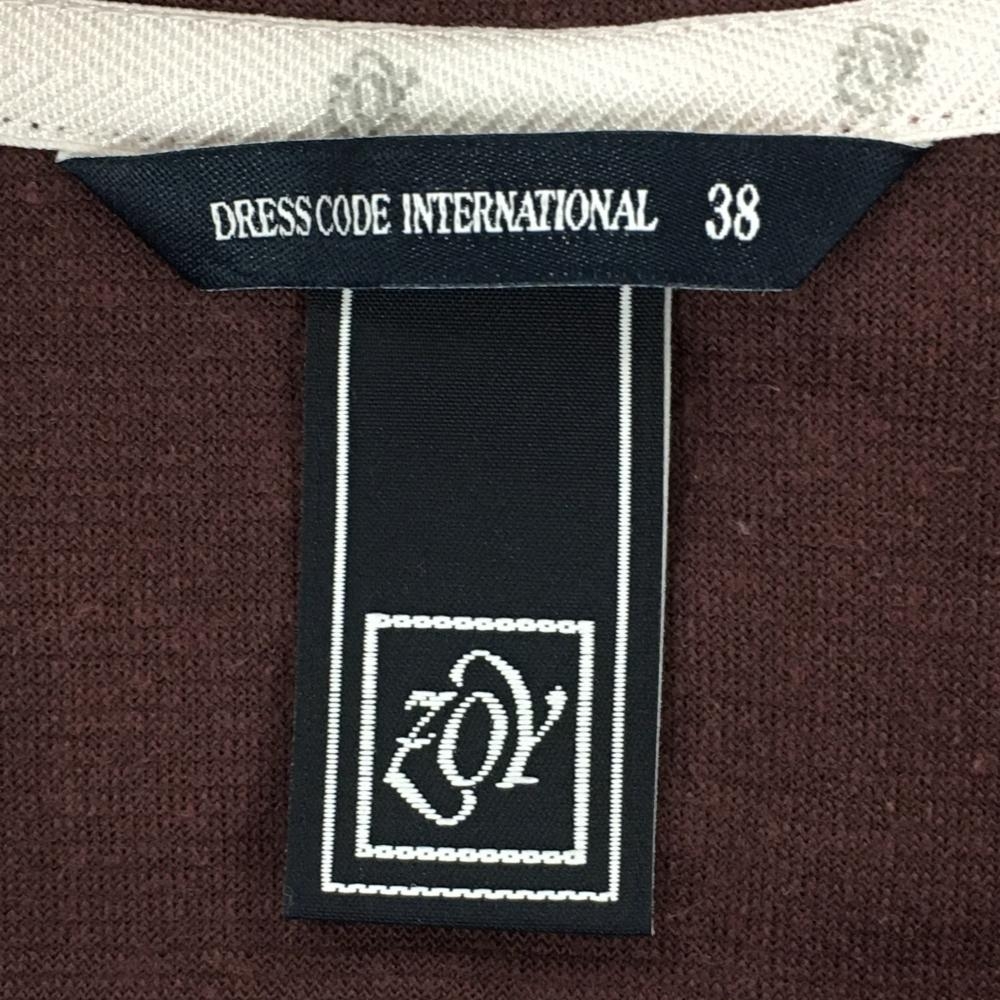 DRESS CODE INTERNATIONAL 38
ZOY